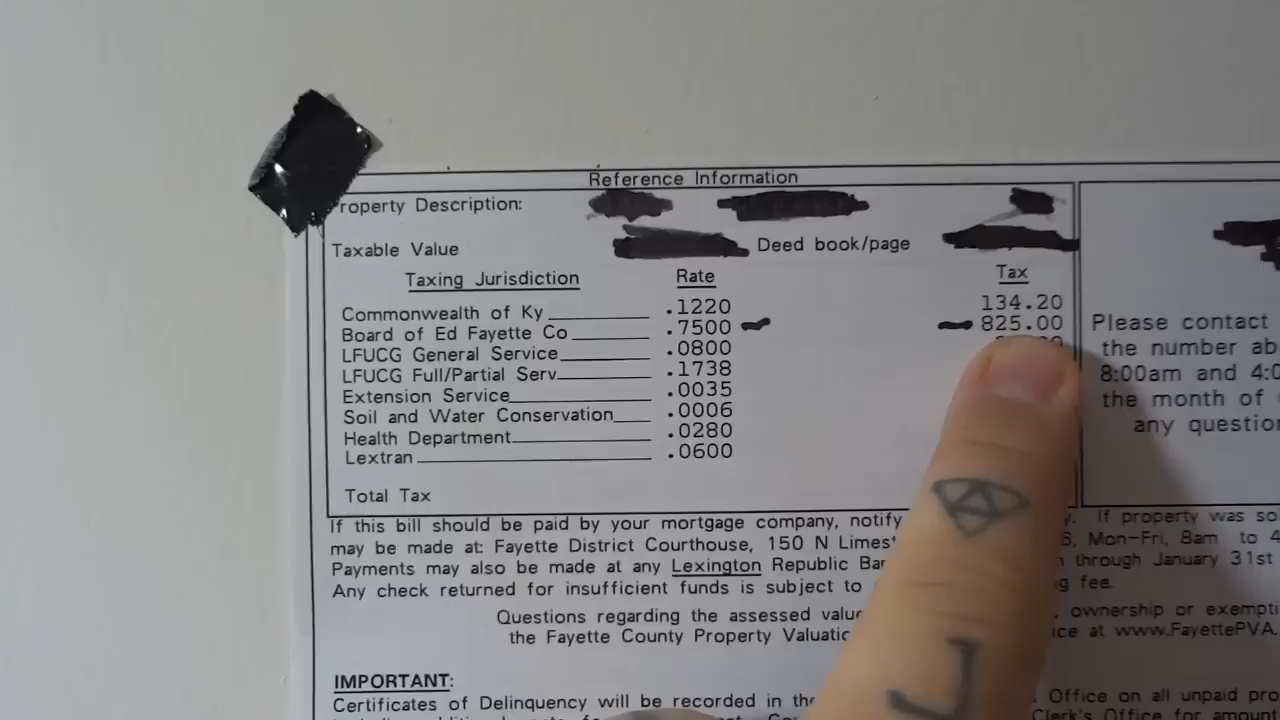 Reference Information
roperty Description:
Taxable Value Deed book/page
Taxing Jurisdiction Rate Tax
Commonwealth of Ky .1220 134.20
Board of Ed Fayette Co .7500 825.00
LFUCG General Service .0800
LFUCG Full/Partial Serv .1738
Extension Service .0035
Soil and Water Conservation .0006
Health Department .0280
Lextran .0600
Total Tax
Please contact
the number ab
8:00am and 4:0
the month of
any question
If this bill should be paid by your mortgage company, notify y. If property was so
may be made at: Fayette District Courthouse, 150 N Limest 6, Mon-Fri, 8am to 4
Payments may also be made at any Lexington Republic Ba through January 31st
Any check returned for insufficient funds is subject to g fee.
Questions regarding the assessed value , ownership or exempti
the Fayette County Property Valuatio ice at www.FayettePVA.
IMPORTANT:
Certificates of Delinquency will be recorded in the Office on all unpaid pro
Clerk's Office for amount
L